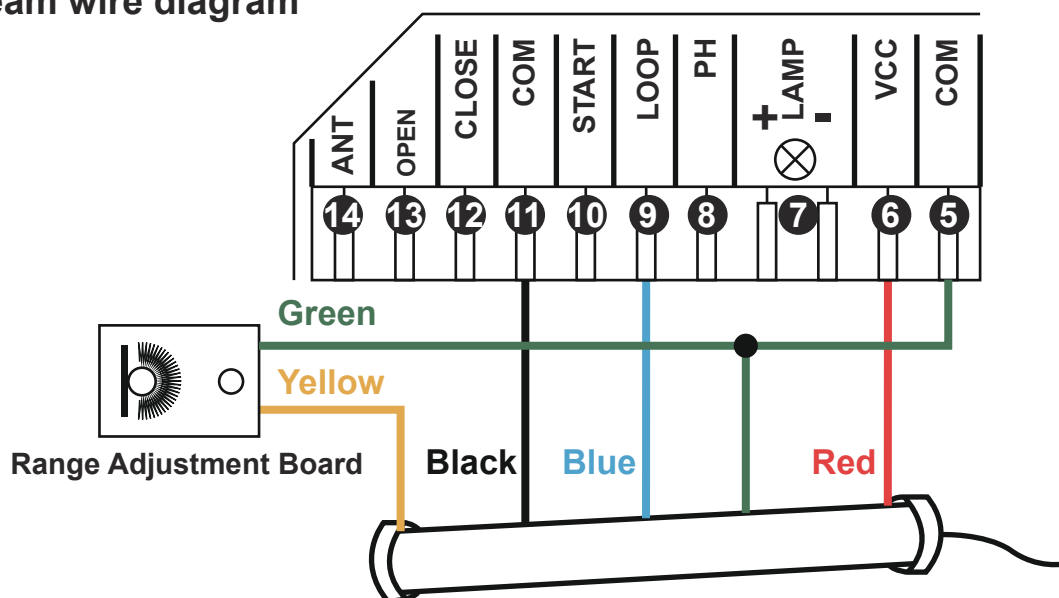 wire diagram
ANT
OPEN
CLOSE
COM
START
LOOP
PH
+ LAMP -
VCC
COM
14 13 12 11 10 9 8 7 6 5
Green
Yellow
Range Adjustment Board
Black Blue Red